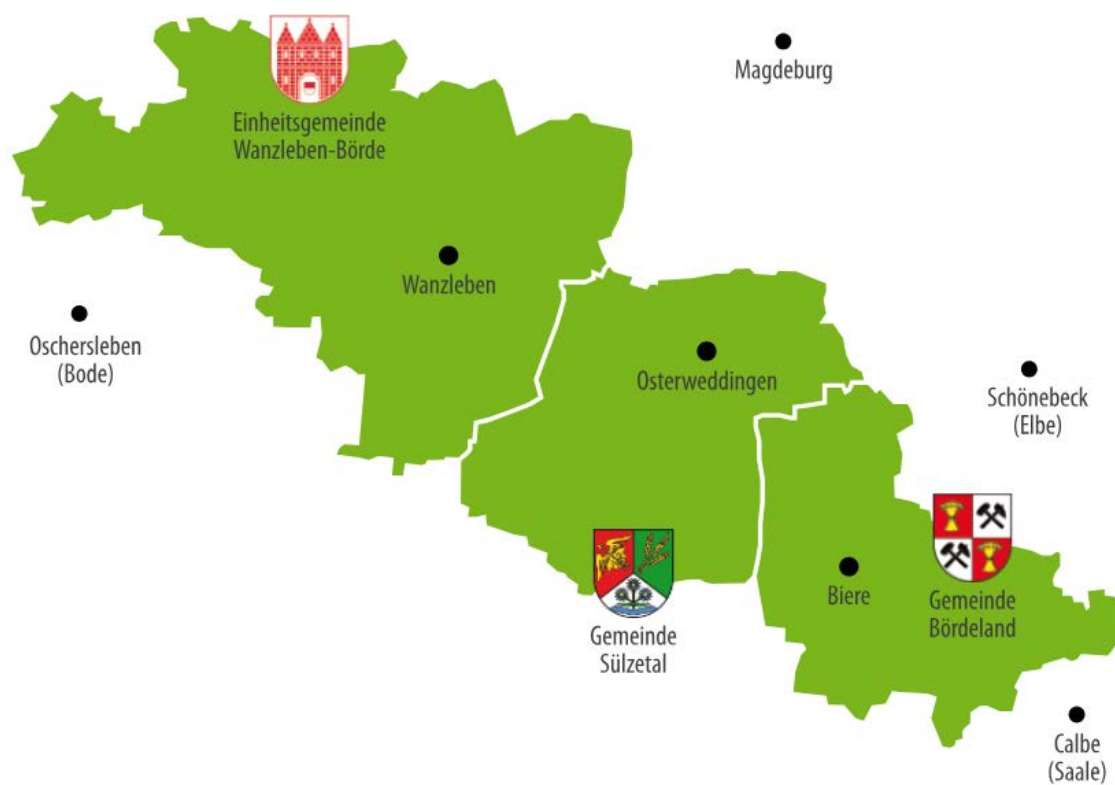 Magdeburg
Einheitsgemeinde
Wanzleben-Börde
Wanzleben
Oschersleben
(Bode)
Osterweddingen
Schönebeck
(Elbe)
Biere
Gemeinde
Bördeland
Gemeinde
Sülzetal
Calbe
(Saale)